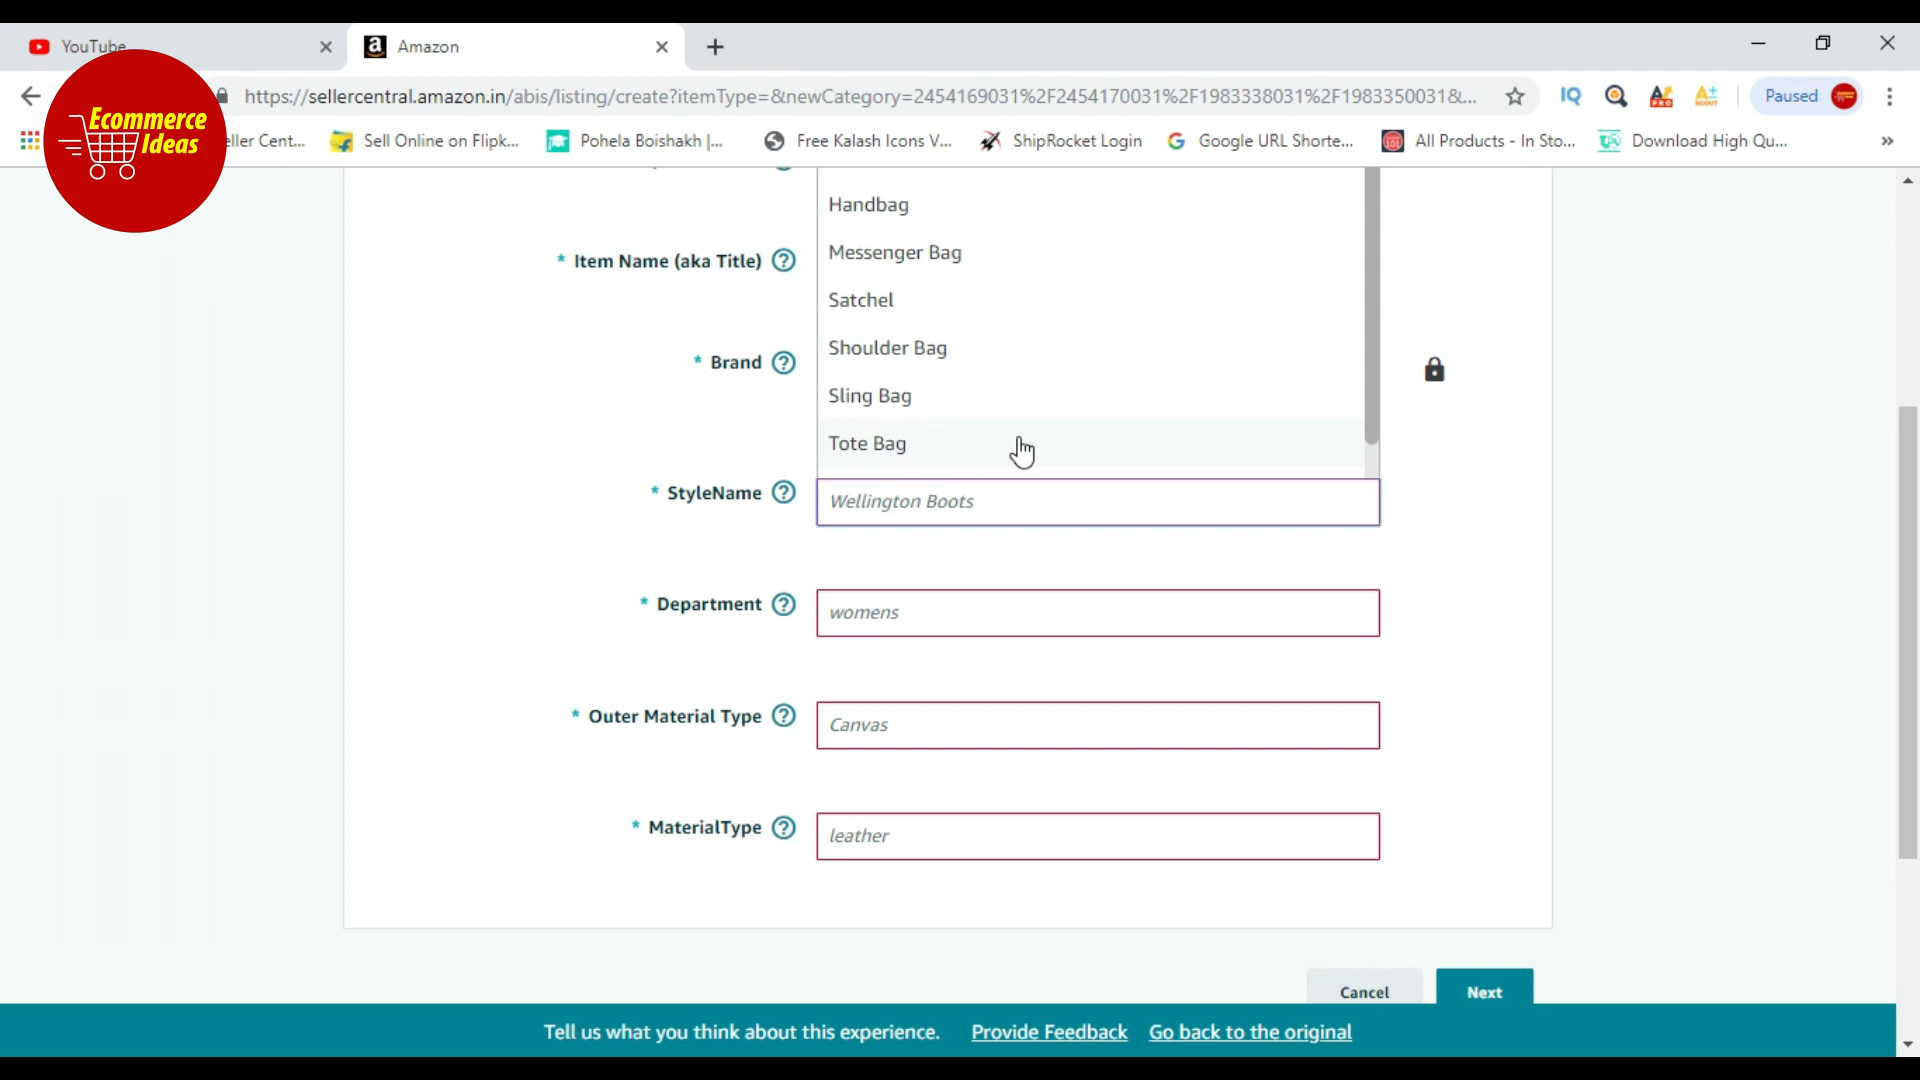 YouTube
Amazon
https://sellercentral.amazon.in/abis/listing/create?itemType=&newCategory=2454169031%2F2454170031%2F1983338031%2F1983350031&...
IQ
PRO
SCOUT
Paused
Ecommerce
Ideas
eller Cent...
Sell Online on Flipk...
Pohela Boishakh |...
Free Kalash Icons V...
ShipRocket Login
Google URL Shorte...
All Products - In Sto...
Download High Qu...
»
Handbag
Messenger Bag
* Item Name (aka Title) ?
Satchel
Shoulder Bag
* Brand ?
Sling Bag
Tote Bag
* StyleName ?
Wellington Boots
* Department ?
womens
* Outer Material Type ?
Canvas
* MaterialType ?
leather
Cancel
Next
Tell us what you think about this experience. Provide Feedback Go back to the original